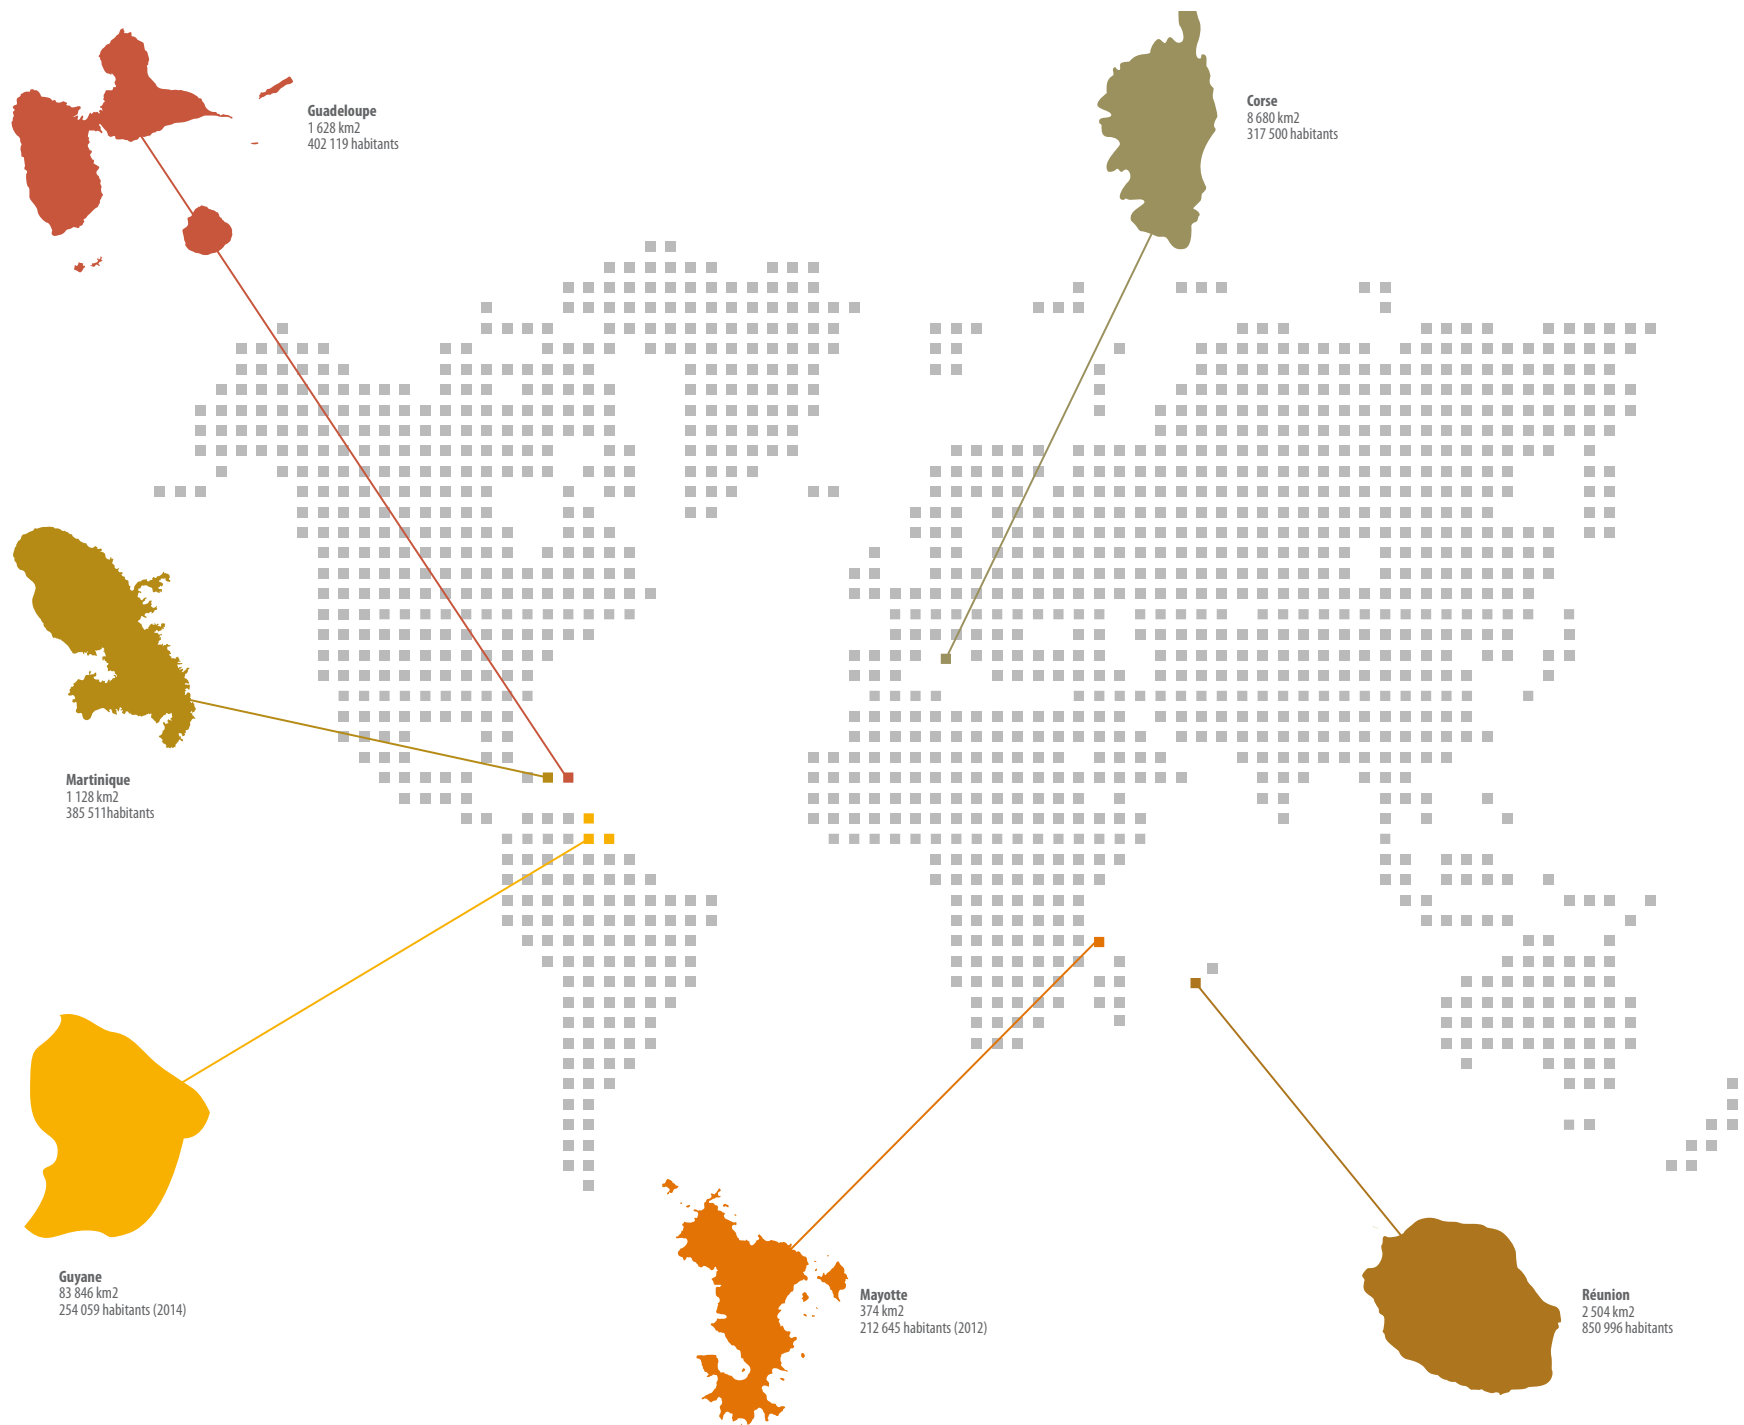 Guadeloupe
1 628 km2
402 119 habitants
Corse
8 680 km2
317 500 habitants
Martinique
1 128 km2
385 511habitants
Guyane
83 846 km2
254 059 habitants (2014)
Mayotte
374 km2
212 645 habitants (2012)
Réunion
2 504 km2
850 996 habitants